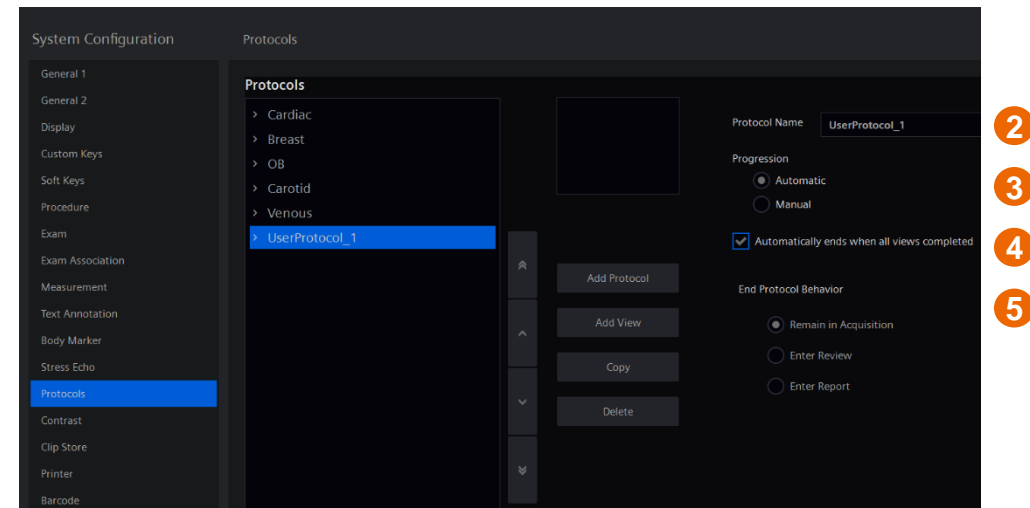 System Configuration
Protocols
General 1
General 2
Display
Custom Keys
Soft Keys
Procedure
Exam
Exam Association
Measurement
Text Annotation
Body Marker
Stress Echo
Protocols
Contrast
Clip Store
Printer
Barcode
Protocols
Cardiac
Breast
OB
Carotid
Venous
UserProtocol_1
Add Protocol
Add View
Copy
Delete
Protocol Name UserProtocol_1
2
Progression
Automatic
3
Manual
Automatically ends when all views completed
4
End Protocol Behavior
5
Remain in Acquisition
Enter Review
Enter Report